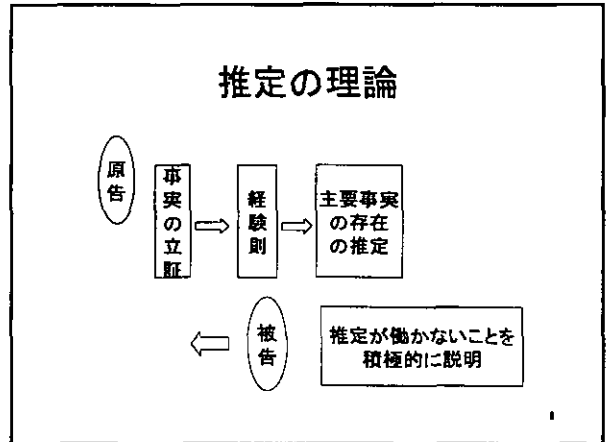 推定の理論
原告
事実の立証
経験則
主要事実
の存在
の推定
被告
推定が働かないことを
積極的に説明